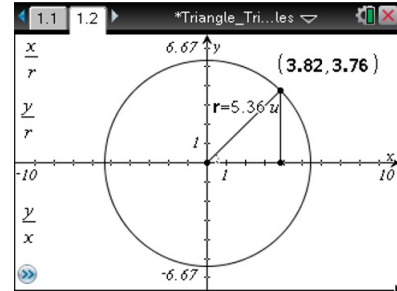 1.1 1.2 *Triangle_Tri...les
x
r
6.67 y
(3.82,3.76)
y
r
r=5.36 u
1
x
-10
1
10
y
x
-6.67